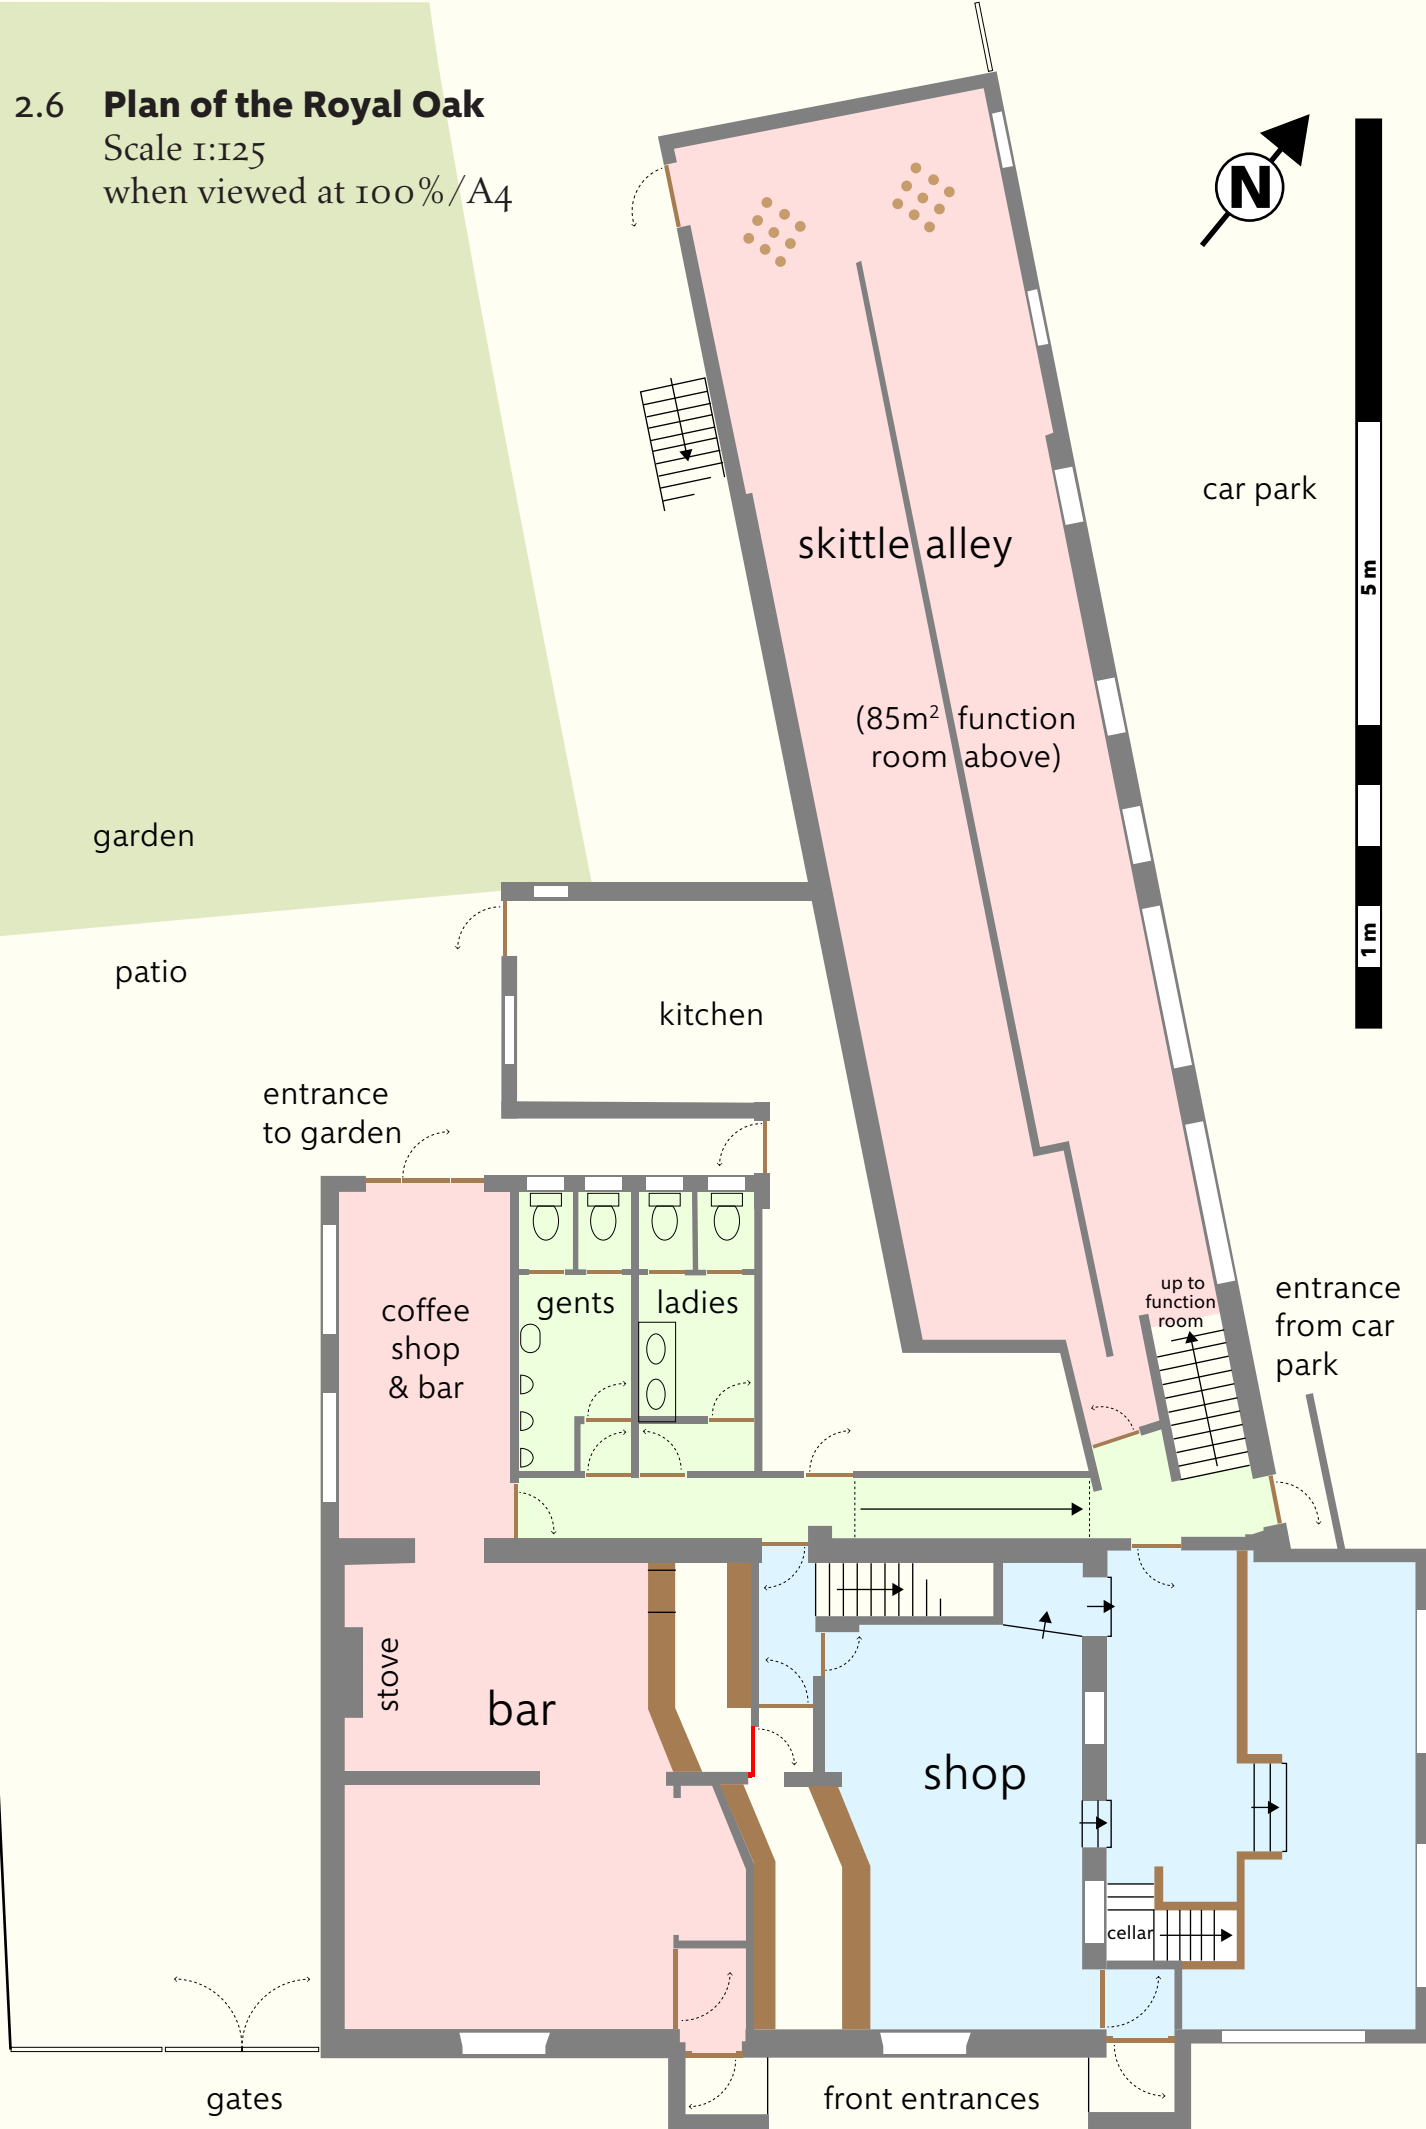 2.6 Plan of the Royal Oak
Scale 1:125
when viewed at 100%/A4
N
car park
5 m
1 m
skittle alley
(85m² function
room above)
garden
patio
kitchen
entrance
to garden
up to
function
room
entrance
from car
park
coffee
shop
& bar
gents
ladies
stove
bar
shop
cellar
gates
front entrances